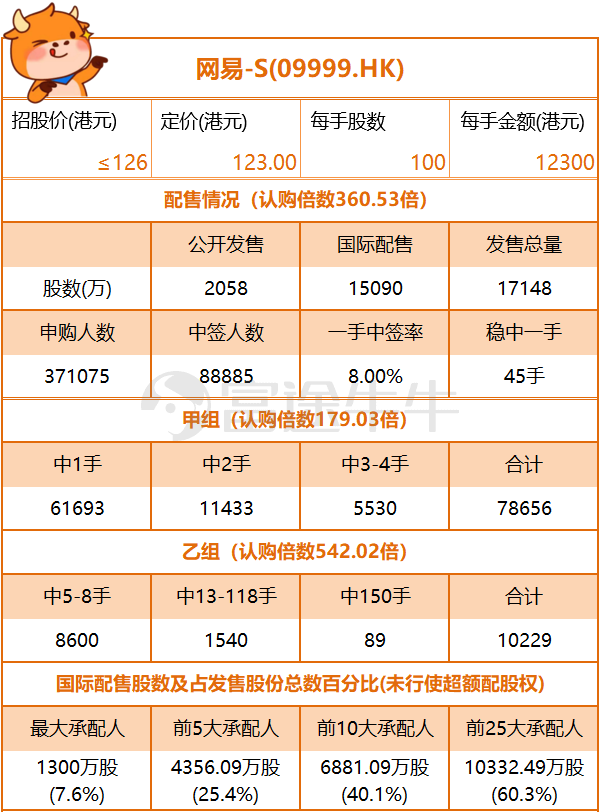 网易-S(09999.HK)
招股价(港元) 定价(港元) 每手股数 每手金额(港元)
≤126 123.00 100 12300
配售情况（认购倍数360.53倍）
公开发售 国际配售 发售总量
股数(万) 2058 15090 17148
申购人数 中签人数 一手中签率 稳中一手
371075 88885 8.00% 45手
富途牛牛
甲组（认购倍数179.03倍）
中1手 中2手 中3-4手 合计
61693 11433 5530 78656
乙组（认购倍数542.02倍）
中5-8手 中13-118手 中150手 合计
8600 1540 89 10229
国际配售股数及占发售股份总数百分比(未行使超额配股权)
最大承配人 前5大承配人 前10大承配人 前25大承配人
1300万股 4356.09万股 6881.09万股 10332.49万股
(7.6%) (25.4%) (40.1%) (60.3%)